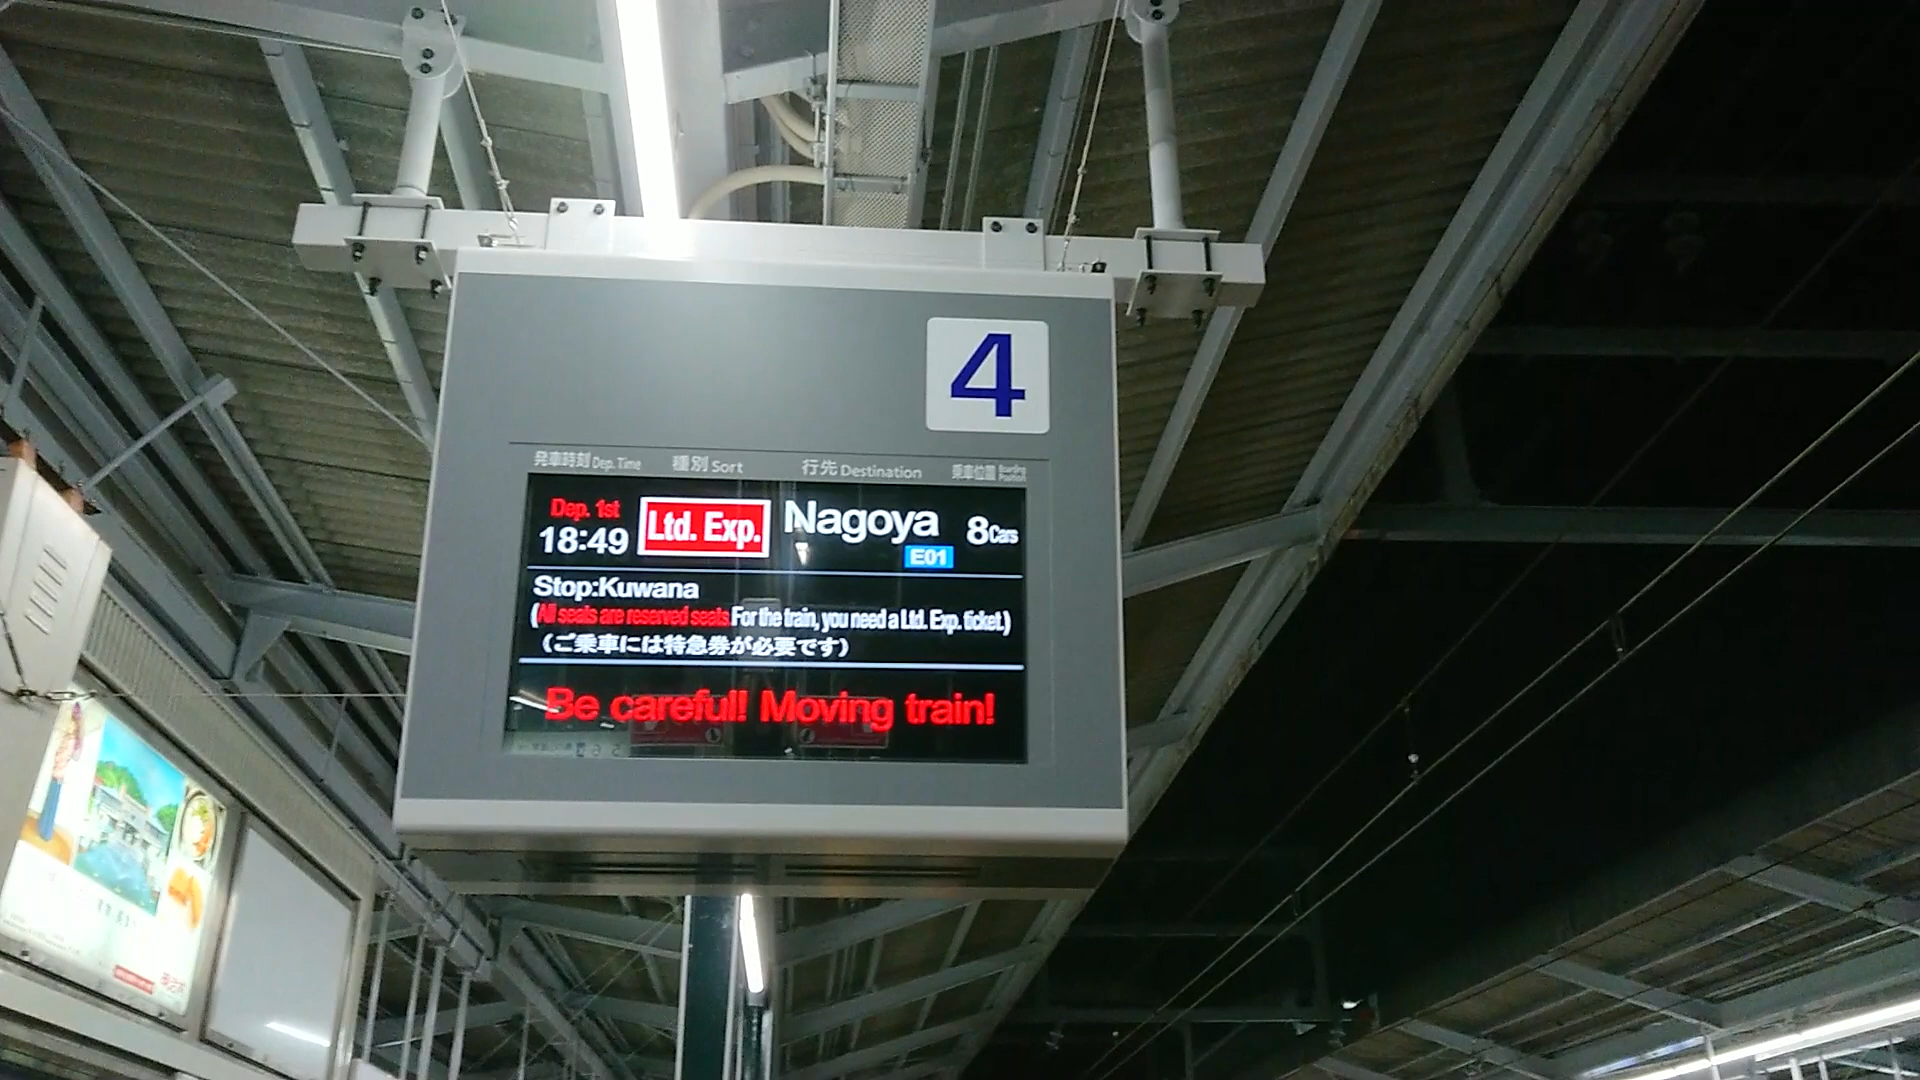 4
発車時刻 Dep. Time 種別 Sort 行先 Destination 乗車位置 Boarding Position
Dep. 1st
18:49 Ltd. Exp. Nagoya 8Cars
E01
Stop:Kuwana
(All seats are reserved seats.For the train, you need a Ltd. Exp. ticket.)
(ご乗車には特急券が必要です)
Be careful! Moving train!